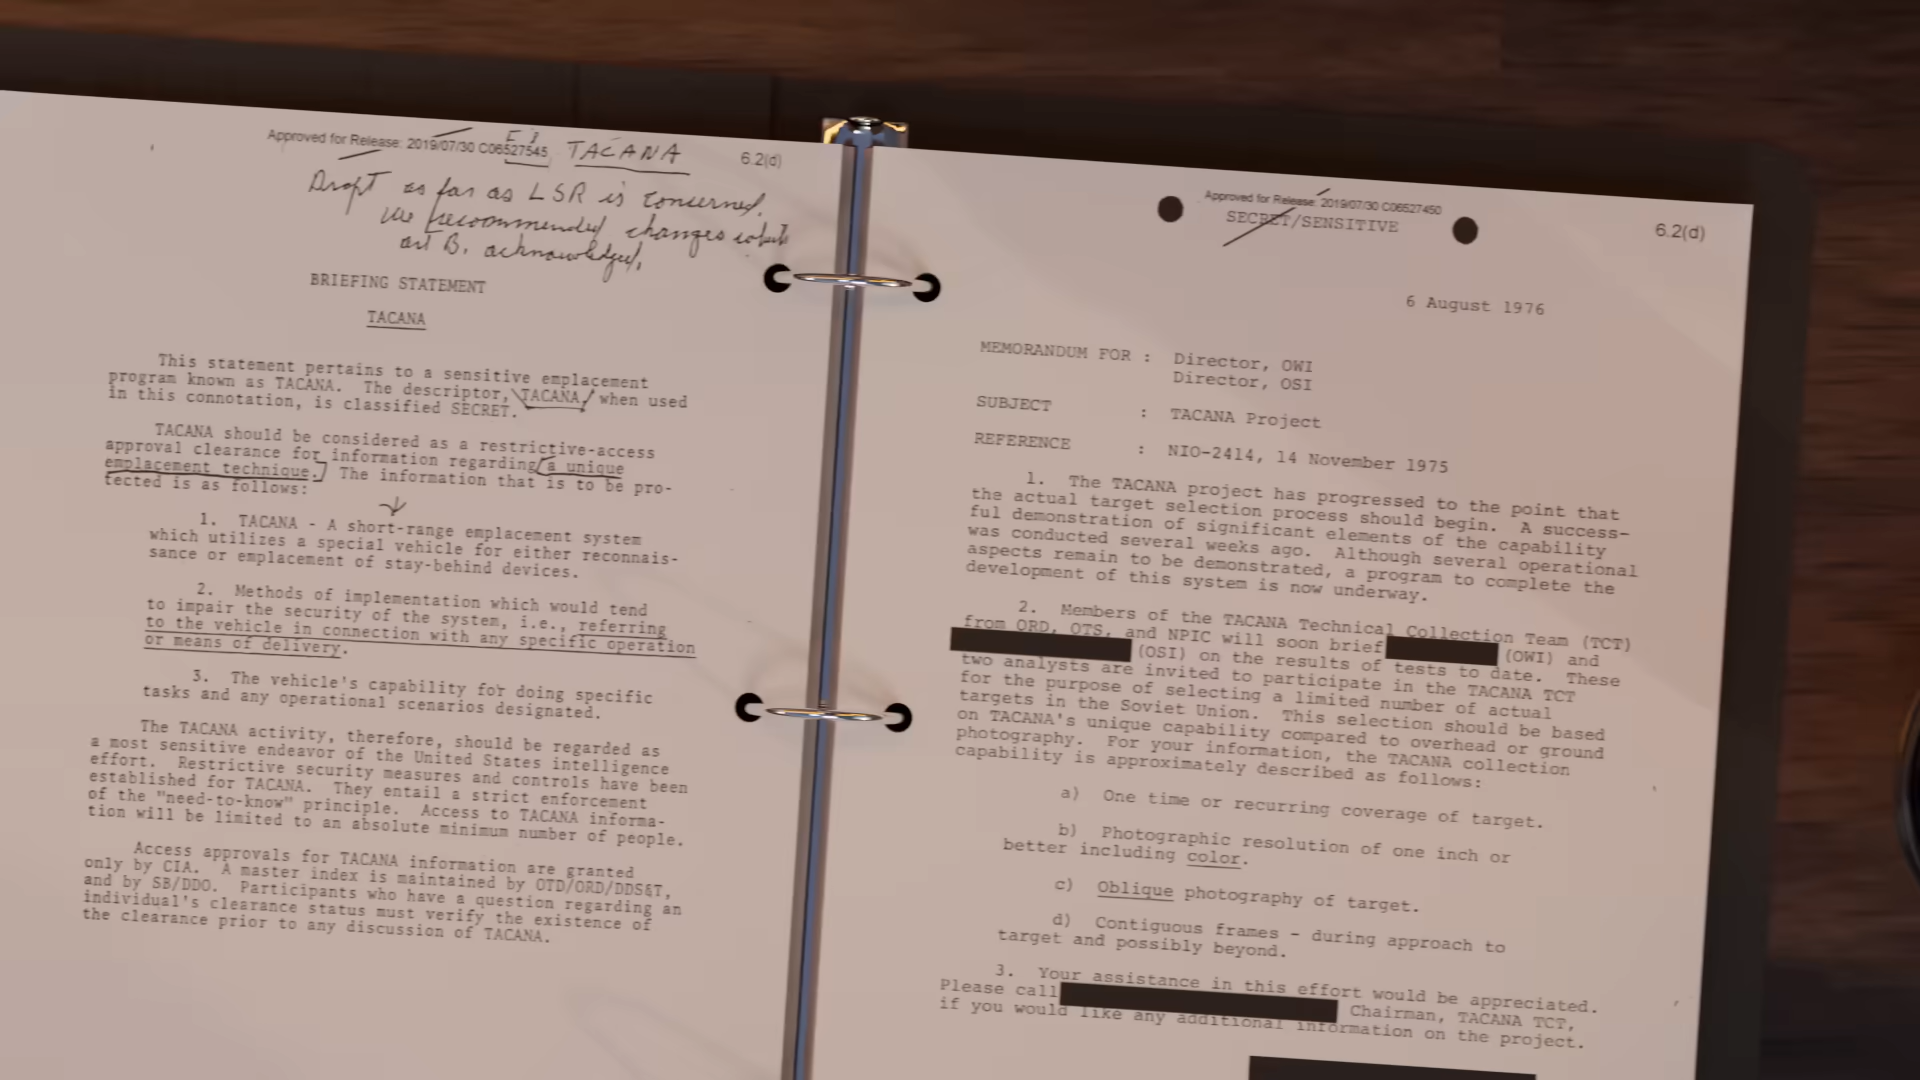 Approved for Release: 2019/07/30 C06527545
TACANA
6.2(d)
Draft as far as LSR is concerned.
We recommended changes which
art B. acknowledged.
BRIEFING STATEMENT
TACANA
This statement pertains to a sensitive emplacement
program known as TACANA. The descriptor, TACANA, when used
in this connotation, is classified SECRET.
TACANA should be considered as a restrictive-access
approval clearance for information regarding a unique
emplacement technique. The information that is to be pro-
tected is as follows:
1. TACANA - A short-range emplacement system
which utilizes a special vehicle for either reconnais-
sance or emplacement of stay-behind devices.
2. Methods of implementation which would tend
to impair the security of the system, i.e., referring
to the vehicle in connection with any specific operation
or means of delivery.
3. The vehicle's capability for doing specific
tasks and any operational scenarios designated.
The TACANA activity, therefore, should be regarded as
a most sensitive endeavor of the United States intelligence
effort. Restrictive security measures and controls have been
established for TACANA. They entail a strict enforcement
of the "need-to-know" principle. Access to TACANA informa-
tion will be limited to an absolute minimum number of people.
Access approvals for TACANA information are granted
only by CIA. A master index is maintained by OTD/ORD/DDS&T,
and by SB/DDO. Participants who have a question regarding an
individual's clearance status must verify the existence of
the clearance prior to any discussion of TACANA.
Approved for Release: 2019/07/30 C06527450
SECRET/SENSITIVE
6.2(d)
6 August 1976
MEMORANDUM FOR : Director, OWI
Director, OSI
SUBJECT : TACANA Project
REFERENCE : NIO-2414, 14 November 1975
1. The TACANA project has progressed to the point that
the actual target selection process should begin. A success-
ful demonstration of significant elements of the capability
was conducted several weeks ago. Although several operational
aspects remain to be demonstrated, a program to complete the
development of this system is now underway.
2. Members of the TACANA Technical Collection Team (TCT)
from ORD, OTS, and NPIC will soon brief (OWI) and
(OSI) on the results of tests to date. These
two analysts are invited to participate in the TACANA TCT
for the purpose of selecting a limited number of actual
targets in the Soviet Union. This selection should be based
on TACANA's unique capability compared to overhead or ground
photography. For your information, the TACANA collection
capability is approximately described as follows:
a) One time or recurring coverage of target.
b) Photographic resolution of one inch or
better including color.
c) Oblique photography of target.
d) Contiguous frames - during approach to
target and possibly beyond.
3. Your assistance in this effort would be appreciated.
Please call Chairman, TACANA TCT,
if you would like any additional information on the project.